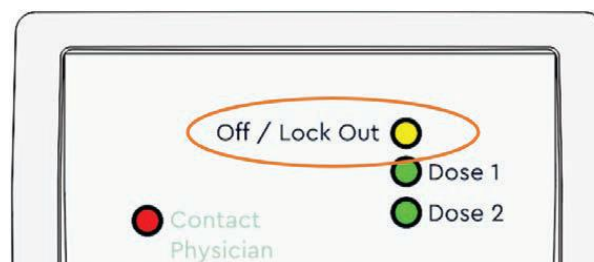 Off / Lock Out
Dose 1
Dose 2
Contact
Physician